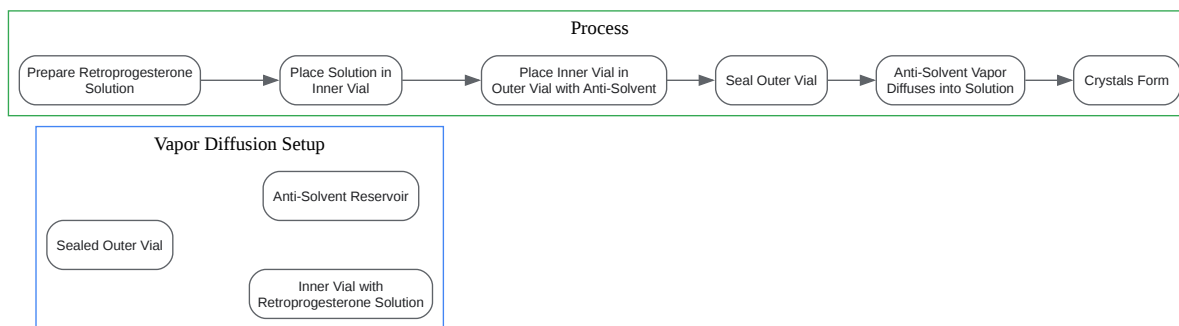 Process
Prepare Retroprogesterone
Solution
Place Solution in
Inner Vial
Place Inner Vial in
Outer Vial with Anti-Solvent
Seal Outer Vial
Anti-Solvent Vapor
Diffuses into Solution
Crystals Form
Vapor Diffusion Setup
Anti-Solvent Reservoir
Sealed Outer Vial
Inner Vial with
Retroprogesterone Solution